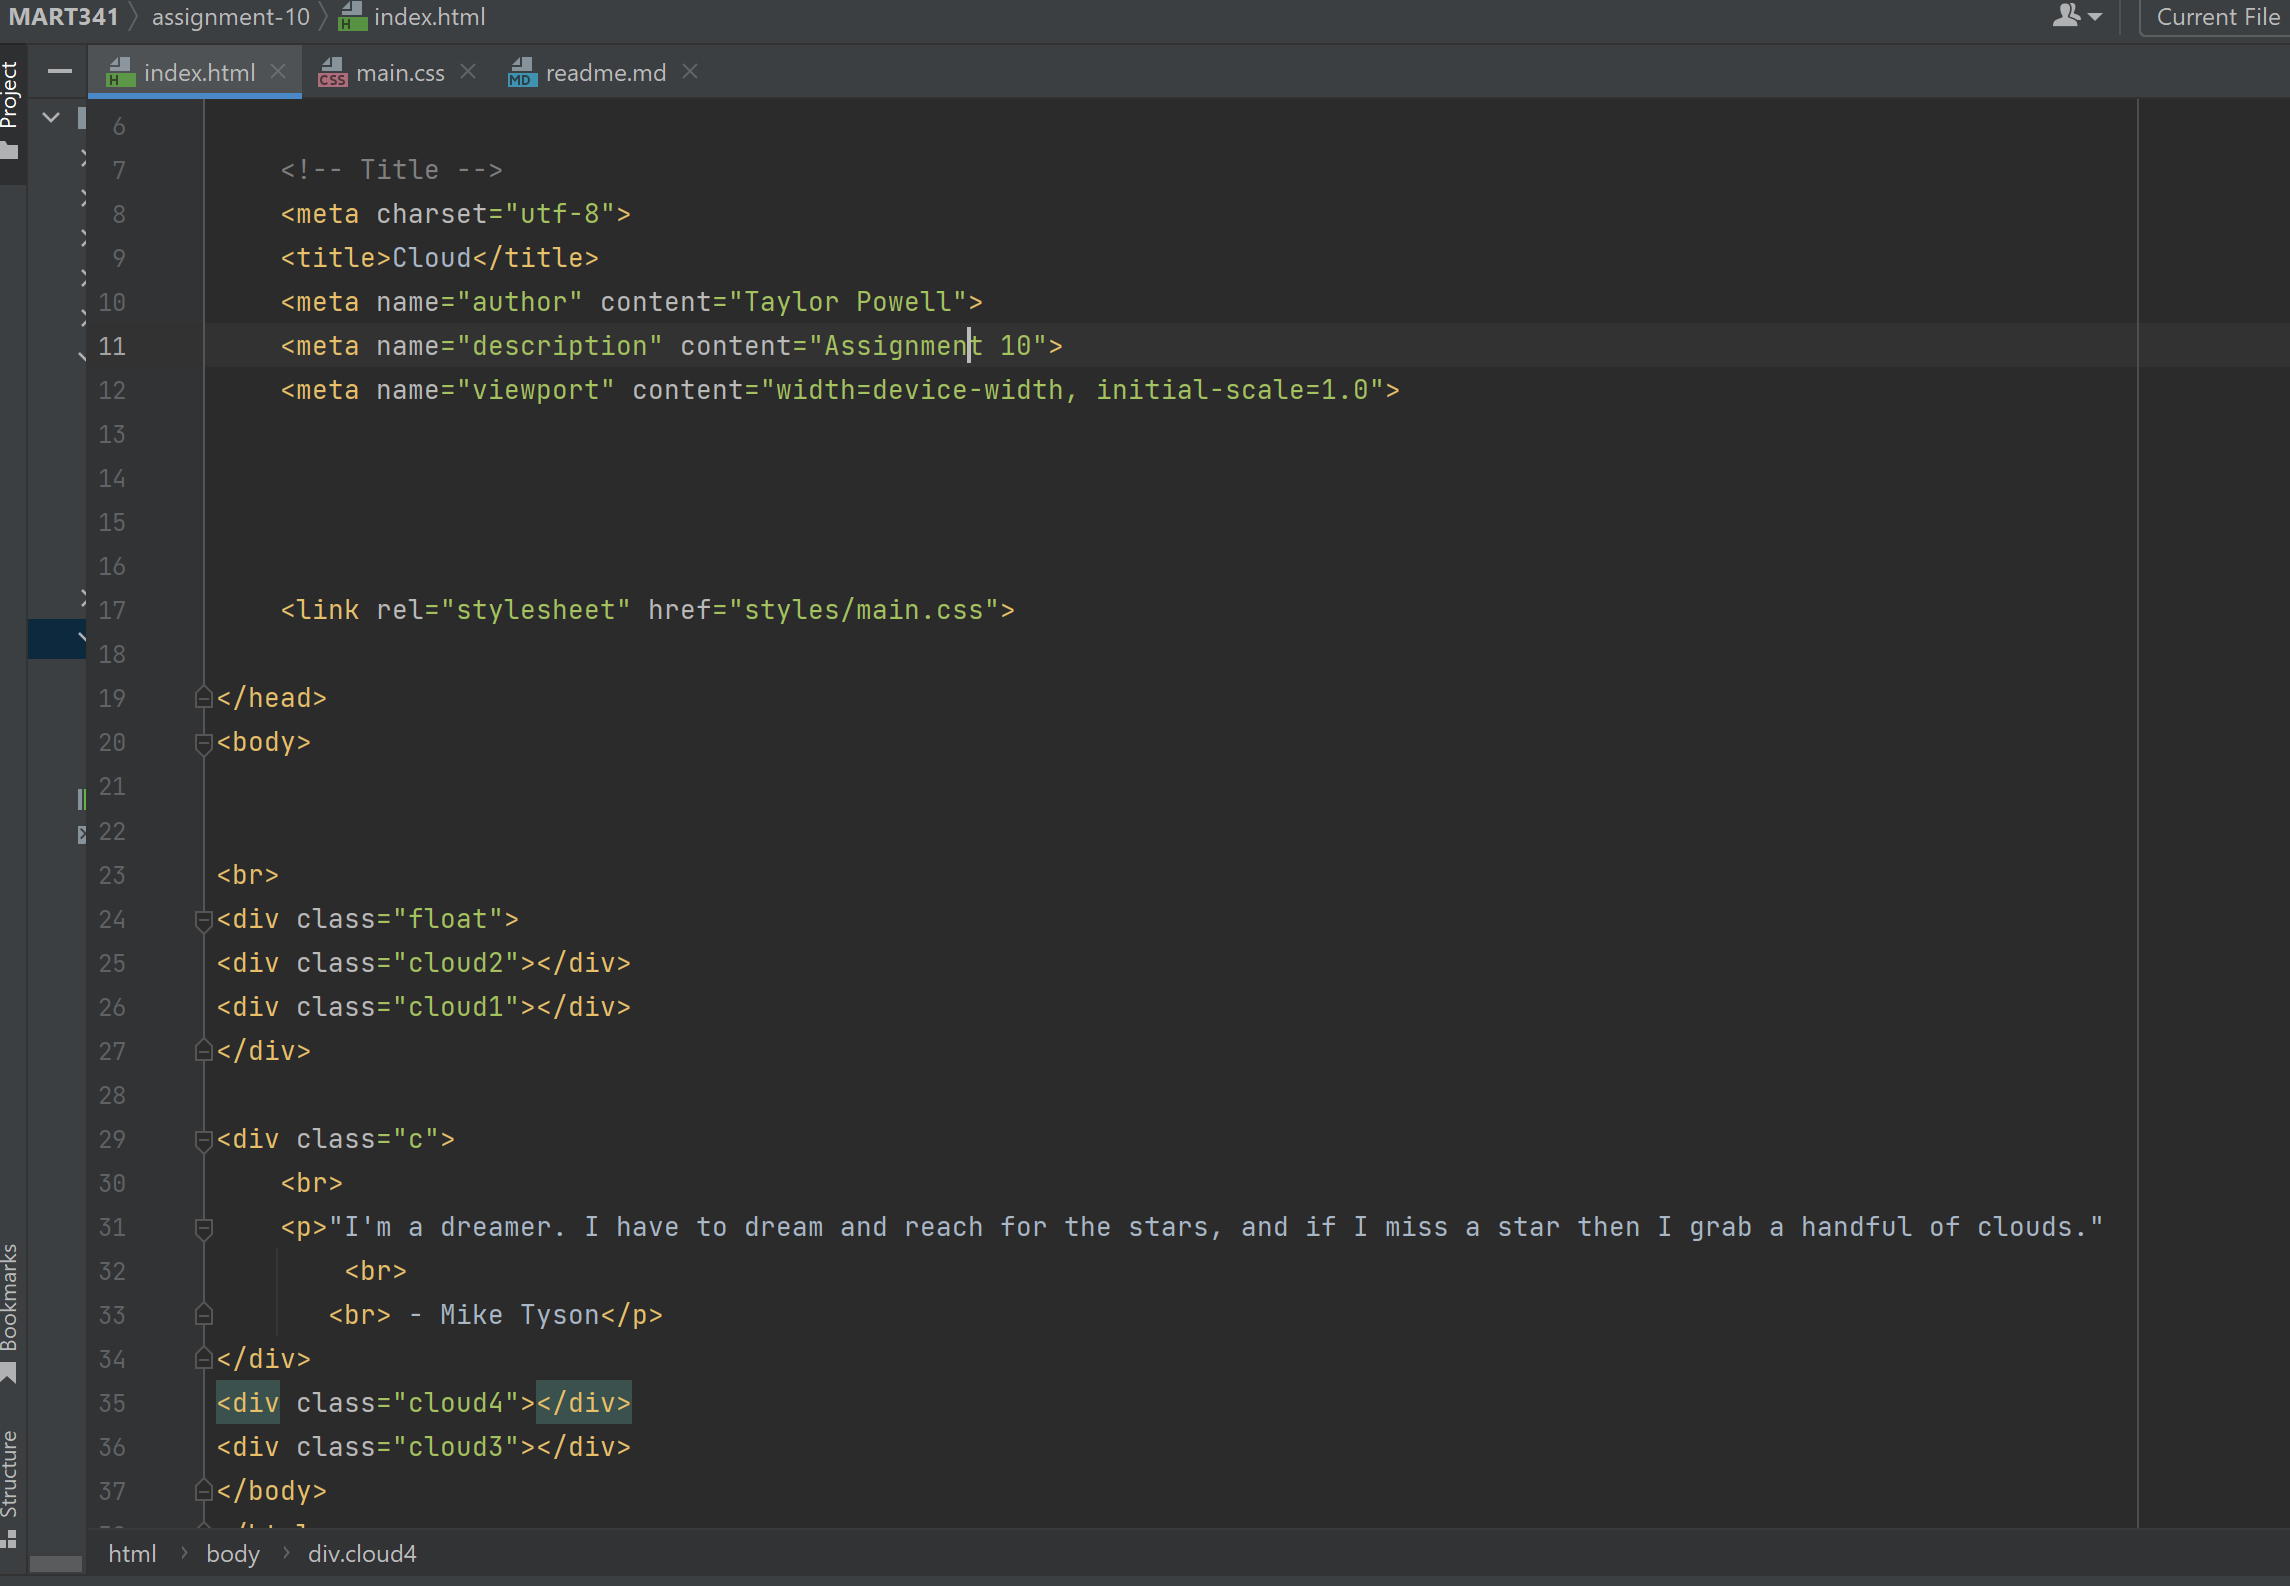 MART341 assignment-10 index.html Current File
Project
index.html main.css readme.md
6
7 <!-- Title -->
8 <meta charset="utf-8">
9 <title>Cloud</title>
10 <meta name="author" content="Taylor Powell">
11 <meta name="description" content="Assignment 10">
12 <meta name="viewport" content="width=device-width, initial-scale=1.0">
13
14
15
16
17 <link rel="stylesheet" href="styles/main.css">
18
19 </head>
20 <body>
21
22
23 <br>
24 <div class="float">
25 <div class="cloud2"></div>
26 <div class="cloud1"></div>
27 </div>
28
29 <div class="c">
30 <br>
31 <p>"I'm a dreamer. I have to dream and reach for the stars, and if I miss a star then I grab a handful of clouds."
32 <br>
33 <br> - Mike Tyson</p>
34 </div>
35 <div class="cloud4"></div>
36 <div class="cloud3"></div>
37 </body>
Bookmarks
Structure
html body div.cloud4